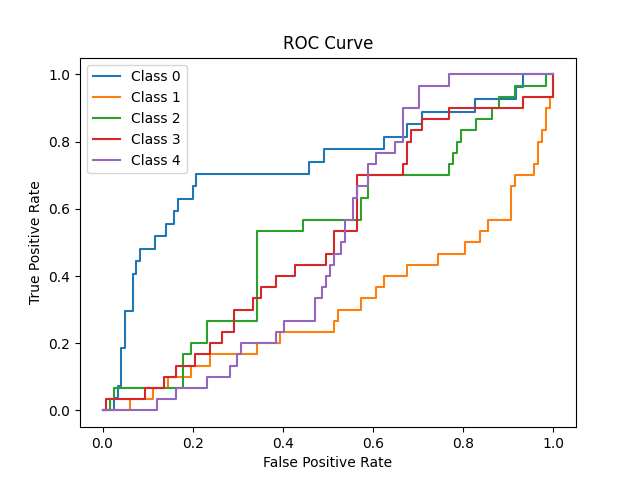 ROC Curve
Class 0
Class 1
Class 2
Class 3
Class 4
True Positive Rate
1.0
0.8
0.6
0.4
0.2
0.0
0.0 0.2 0.4 0.6 0.8 1.0
False Positive Rate